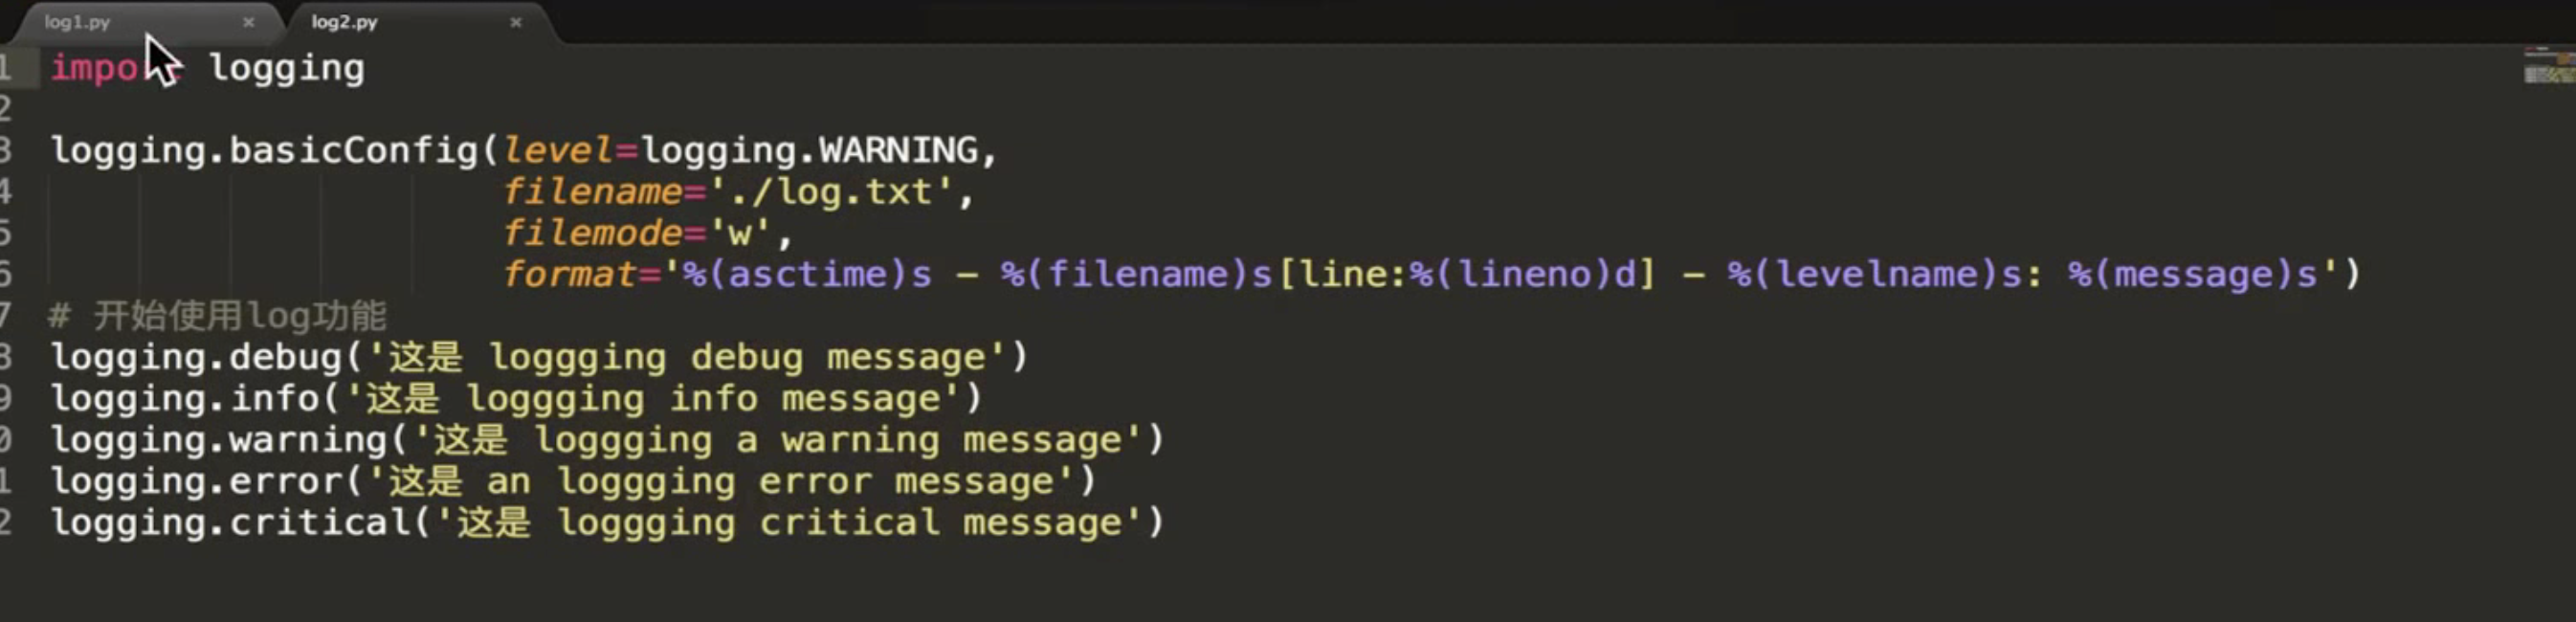 log1.py × log2.py ×
1 import logging
2
3 logging.basicConfig(level=logging.WARNING,
4 filename='./log.txt',
5 filemode='w',
6 format='%(asctime)s - %(filename)s[line:%(lineno)d] - %(levelname)s: %(message)s')
7 # 开始使用log功能
8 logging.debug('这是 loggging debug message')
9 logging.info('这是 loggging info message')
0 logging.warning('这是 loggging a warning message')
1 logging.error('这是 an loggging error message')
2 logging.critical('这是 loggging critical message')